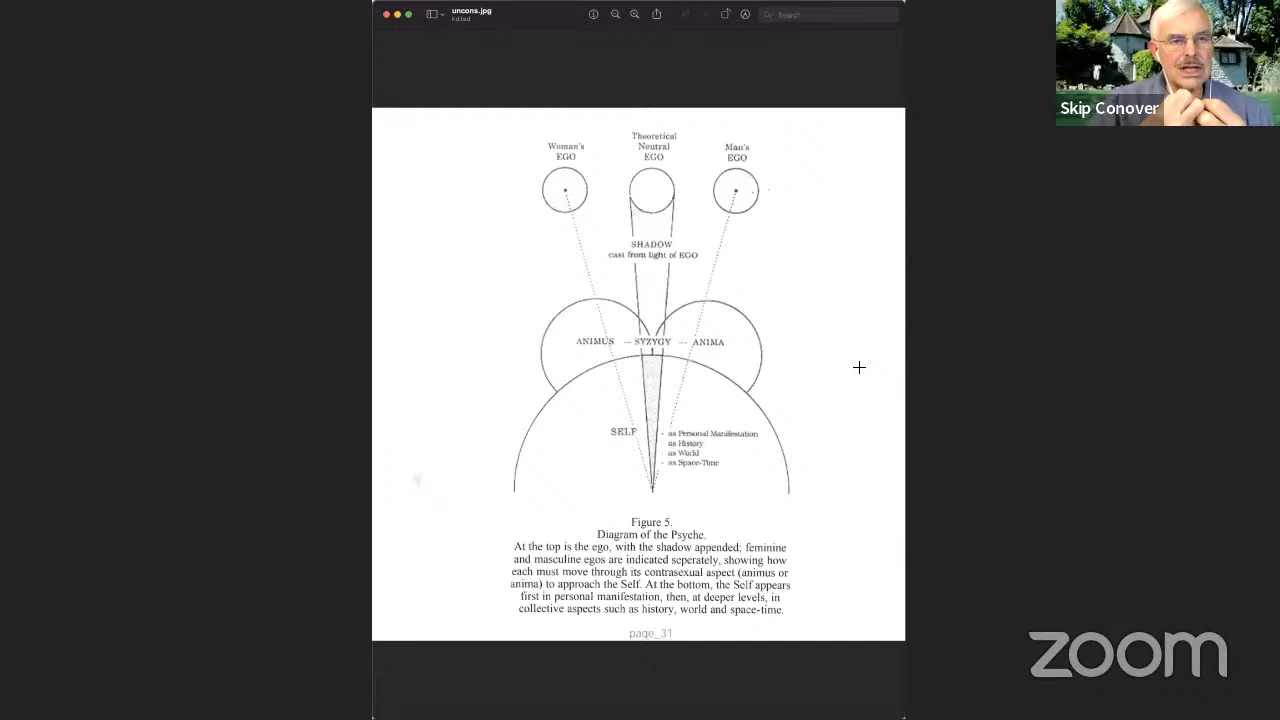 uncons.jpg
Edited
Search
Skip Conover
Woman's
EGO
Theoretical
Neutral
EGO
Man's
EGO
SHADOW
cast from light of EGO
ANIMUS — SYZYGY — ANIMA
SELF
- as Personal Manifestation
as History
as World
- as Space-Time
Figure 5.
Diagram of the Psyche.
At the top is the ego, with the shadow appended; feminine
and masculine egos are indicated seperately, showing how
each must move through its contrasexual aspect (animus or
anima) to approach the Self. At the bottom, the Self appears
first in personal manifestation, then, at deeper levels, in
collective aspects such as history, world and space-time.
page_31
zoom